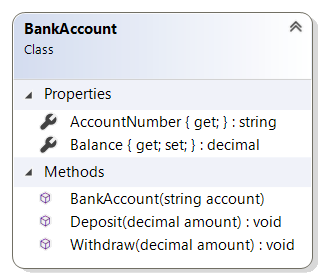 BankAccount
Class
Properties
AccountNumber { get; } : string
Balance { get; set; } : decimal
Methods
BankAccount(string account)
Deposit(decimal amount) : void
Withdraw(decimal amount) : void